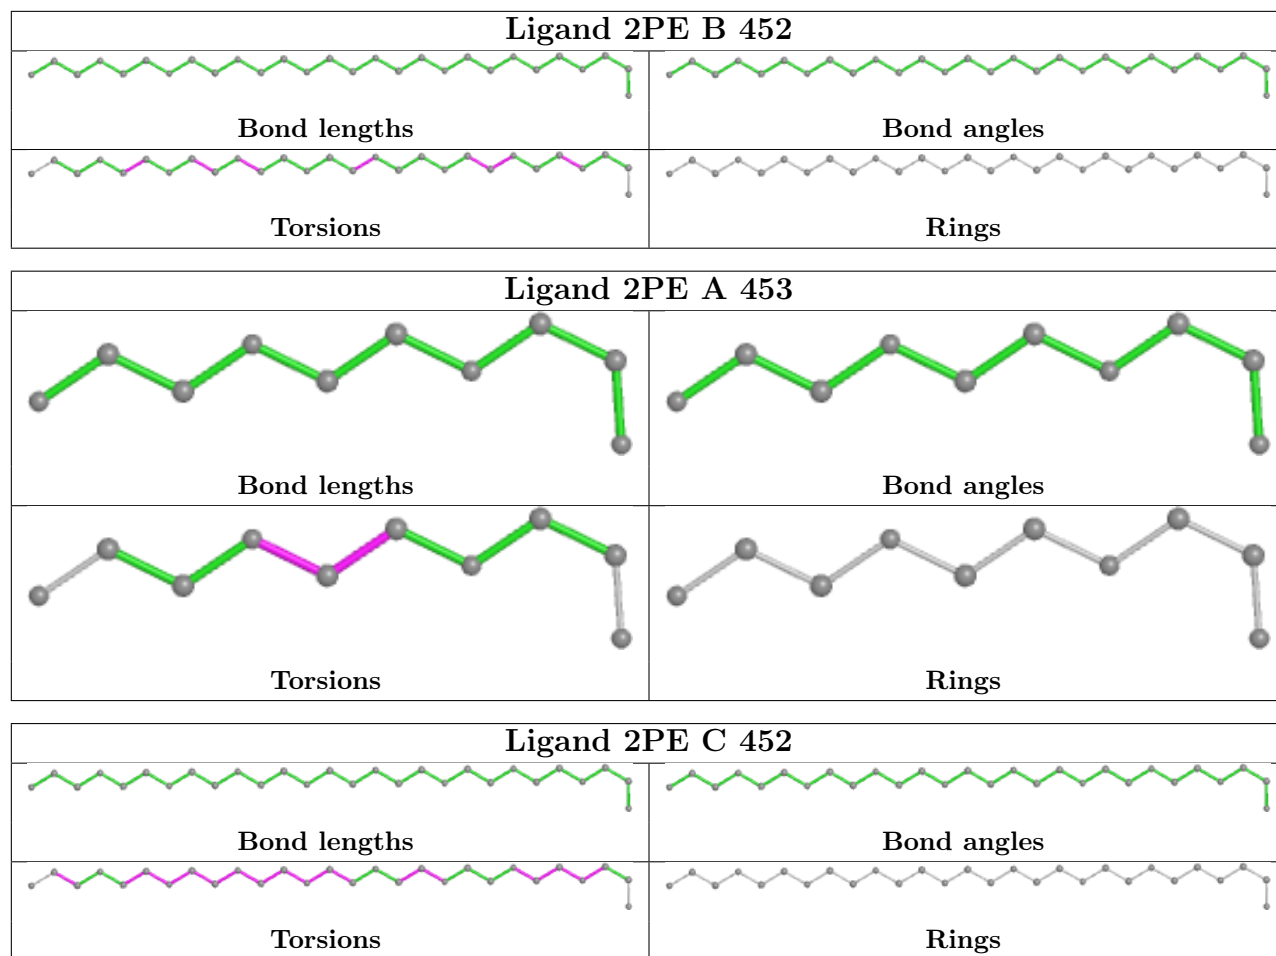 Ligand 2PE B 452
Bond lengths
Bond angles
Torsions
Rings
Ligand 2PE A 453
Bond lengths
Bond angles
Torsions
Rings
Ligand 2PE C 452
Bond lengths
Bond angles
Torsions
Rings